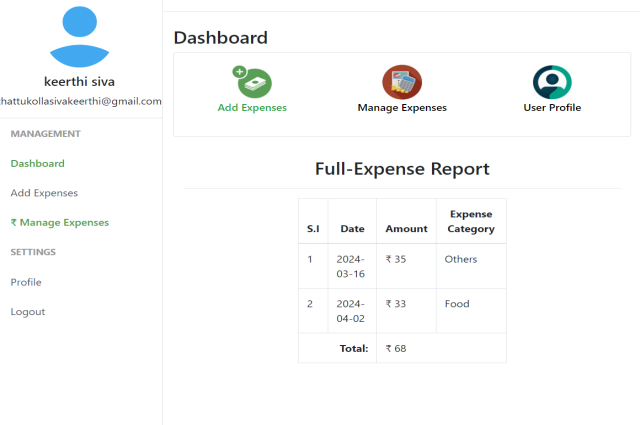 keerthi siva
hattukollasivakeerthi@gmail.com
MANAGEMENT
Dashboard
Add Expenses
₹ Manage Expenses
SETTINGS
Profile
Logout
Dashboard
Add Expenses
Manage Expenses
User Profile
Full-Expense Report
S.I Date Amount Expense Category
1 2024-03-16 ₹ 35 Others
2 2024-04-02 ₹ 33 Food
Total: ₹ 68